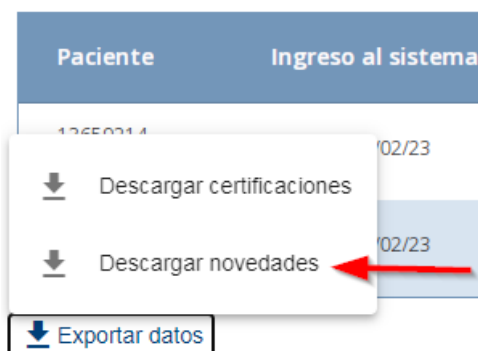 Paciente
Ingreso al sistema
/02/23
Descargar certificaciones
/02/23
Descargar novedades
Exportar datos